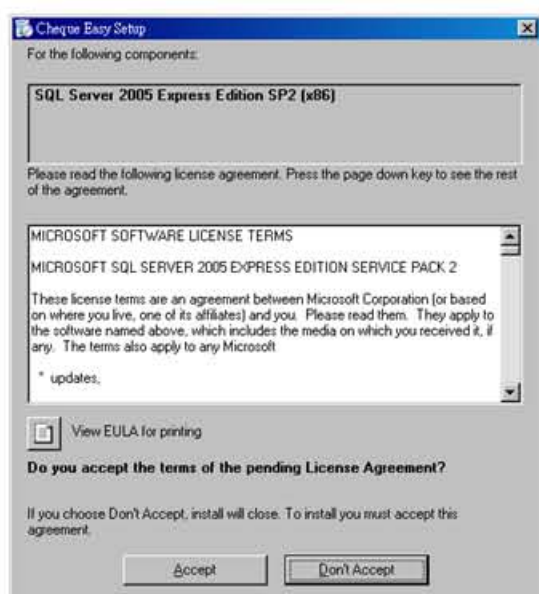 Cheque Easy Setup
For the following components:
SQL Server 2005 Express Edition SP2 (x86)
Please read the following license agreement. Press the page down key to see the rest
of the agreement.
MICROSOFT SOFTWARE LICENSE TERMS
MICROSOFT SQL SERVER 2005 EXPRESS EDITION SERVICE PACK 2
These license terms are an agreement between Microsoft Corporation (or based
on where you live, one of its affiliates) and you. Please read them. They apply to
the software named above, which includes the media on which you received it, if
any. The terms also apply to any Microsoft
* updates,
View EULA for printing
Do you accept the terms of the pending License Agreement?
If you choose Don't Accept, install will close. To install you must accept this
agreement.
Accept
Don't Accept